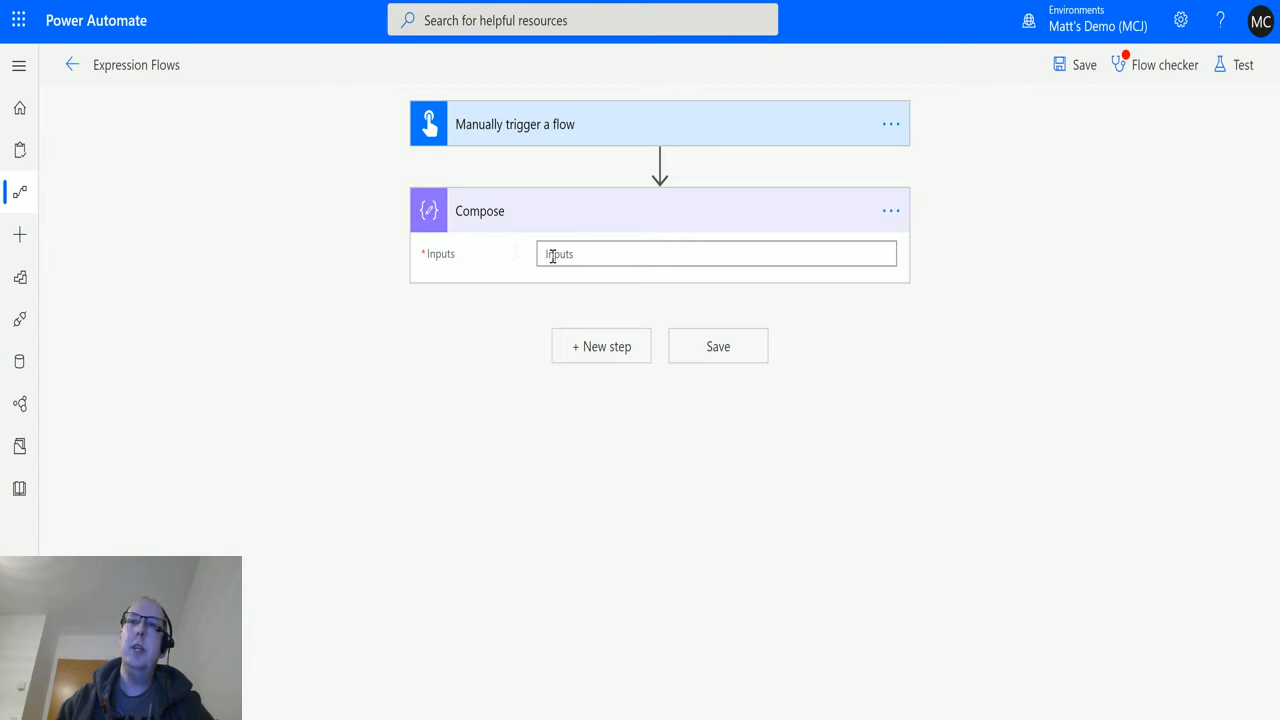 Power Automate
Search for helpful resources
Environments
Matt's Demo (MCJ)
MC
Expression Flows
Save
Flow checker
Test
Manually trigger a flow
Compose
* Inputs
Inputs
+ New step
Save